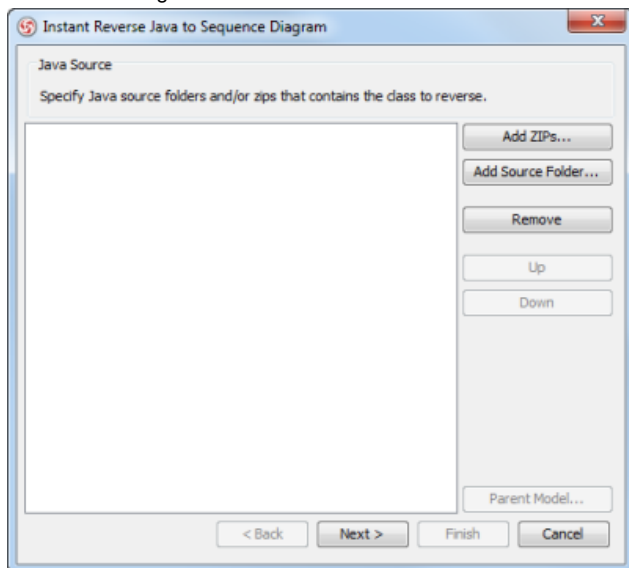 Instant Reverse Java to Sequence Diagram
Java Source
Specify Java source folders and/or zips that contains the class to reverse.
Add ZIPs...
Add Source Folder...
Remove
Up
Down
Parent Model...
< Back Next > Finish Cancel